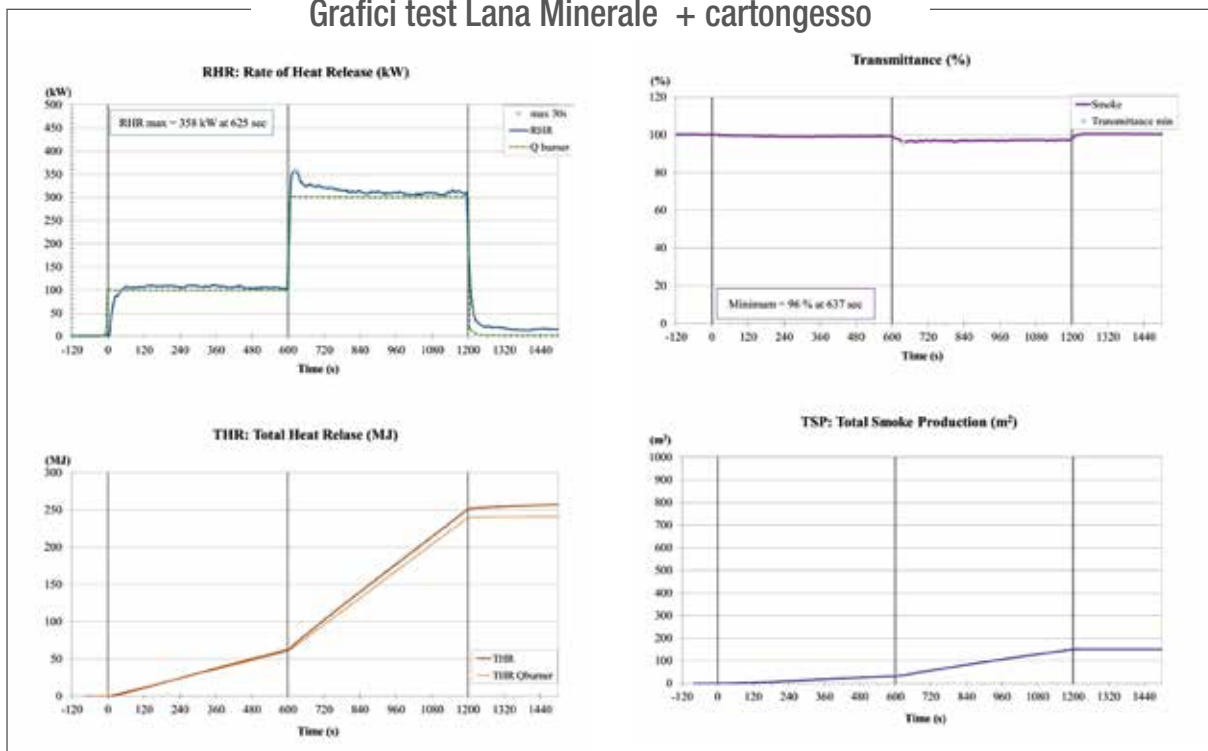 Grafici test Lana Minerale + cartongesso
RHR: Rate of Heat Release (kW)
(kW)
500
450
400
350
300
250
200
150
100
50
0
RHR max = 358 kW at 625 sec
max 30s
RHR
Q burner
-120 0 120 240 360 480 600 720 840 960 1080 1200 1320 1440
Time (s)
Transmittance (%)
(%)
120
100
80
60
40
20
0
Smoke
Transmittance min
Minimum = 96 % at 637 sec
-120 0 120 240 360 480 600 720 840 960 1080 1200 1320 1440
Time (s)
THR: Total Heat Relase (MJ)
(MJ)
300
250
200
150
100
50
0
THR
THR Qburner
-120 0 120 240 360 480 600 720 840 960 1080 1200 1320 1440
Time (s)
TSP: Total Smoke Production (m²)
(m²)
1000
900
800
700
600
500
400
300
200
100
0
-120 0 120 240 360 480 600 720 840 960 1080 1200 1320 1440
Time (s)